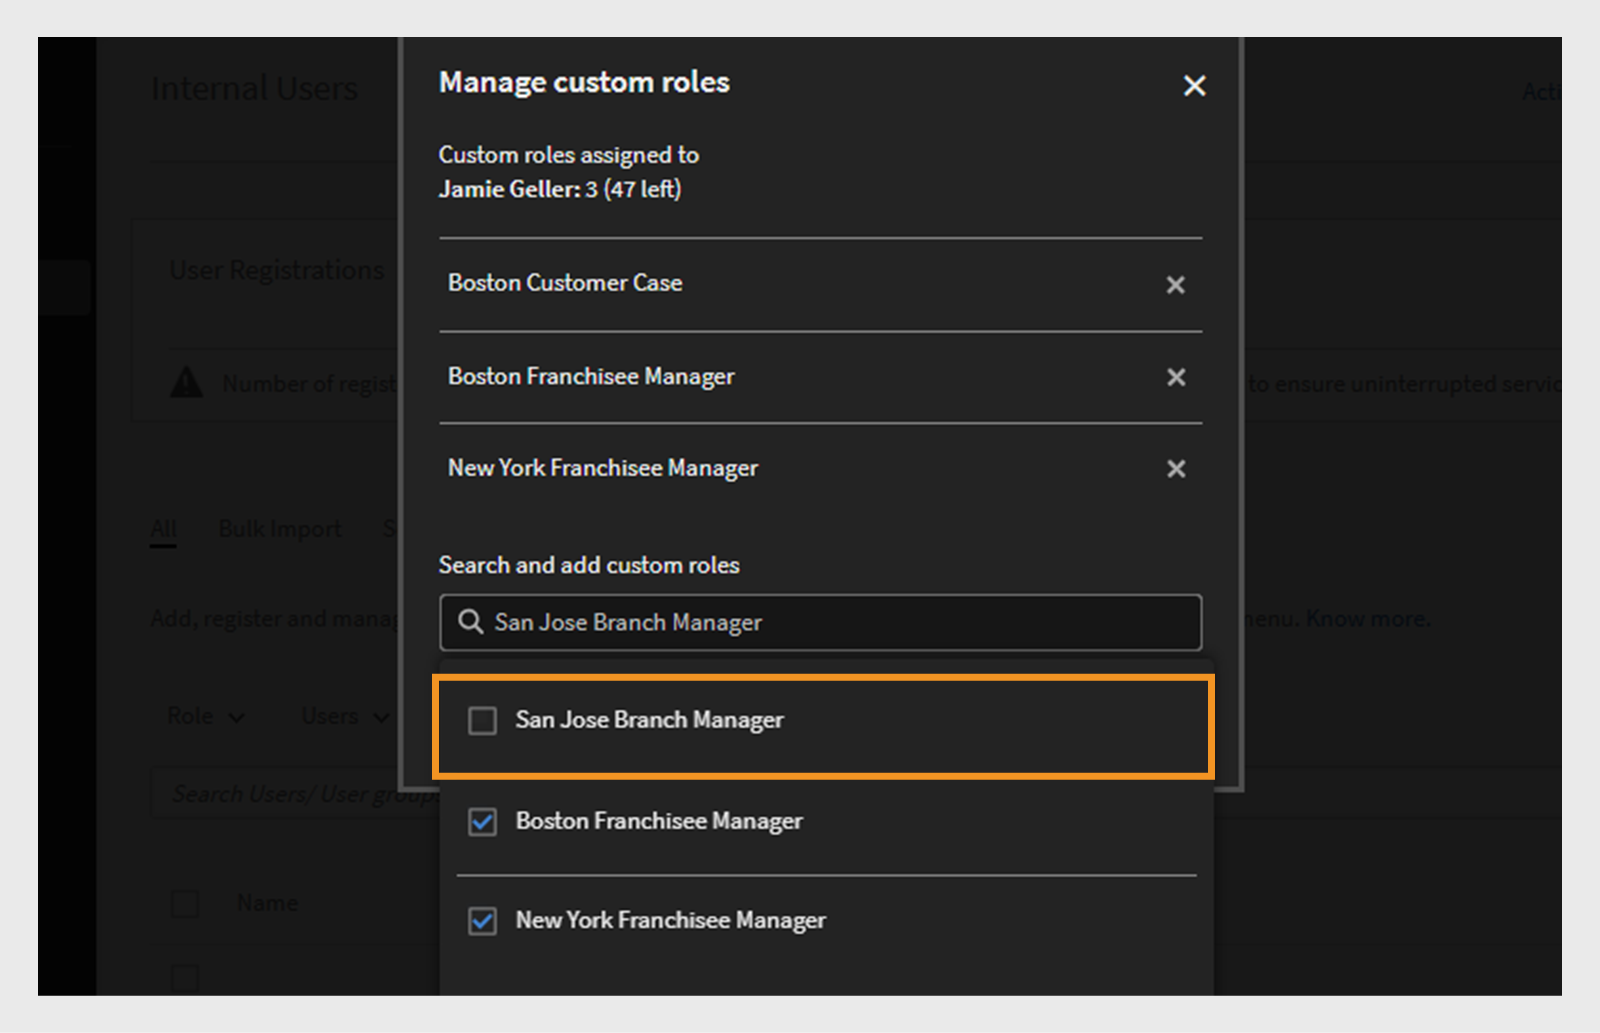 Internal Users
Acti
Manage custom roles
Custom roles assigned to
Jamie Geller: 3 (47 left)
User Registrations
Boston Customer Case
Number of regist
to ensure uninterrupted servic
Boston Franchisee Manager
New York Franchisee Manager
All Bulk Import S
Search and add custom roles
Add, register and manag
San Jose Branch Manager
menu. Know more.
Role Users
San Jose Branch Manager
Search Users/ User groups
Boston Franchisee Manager
Name
New York Franchisee Manager